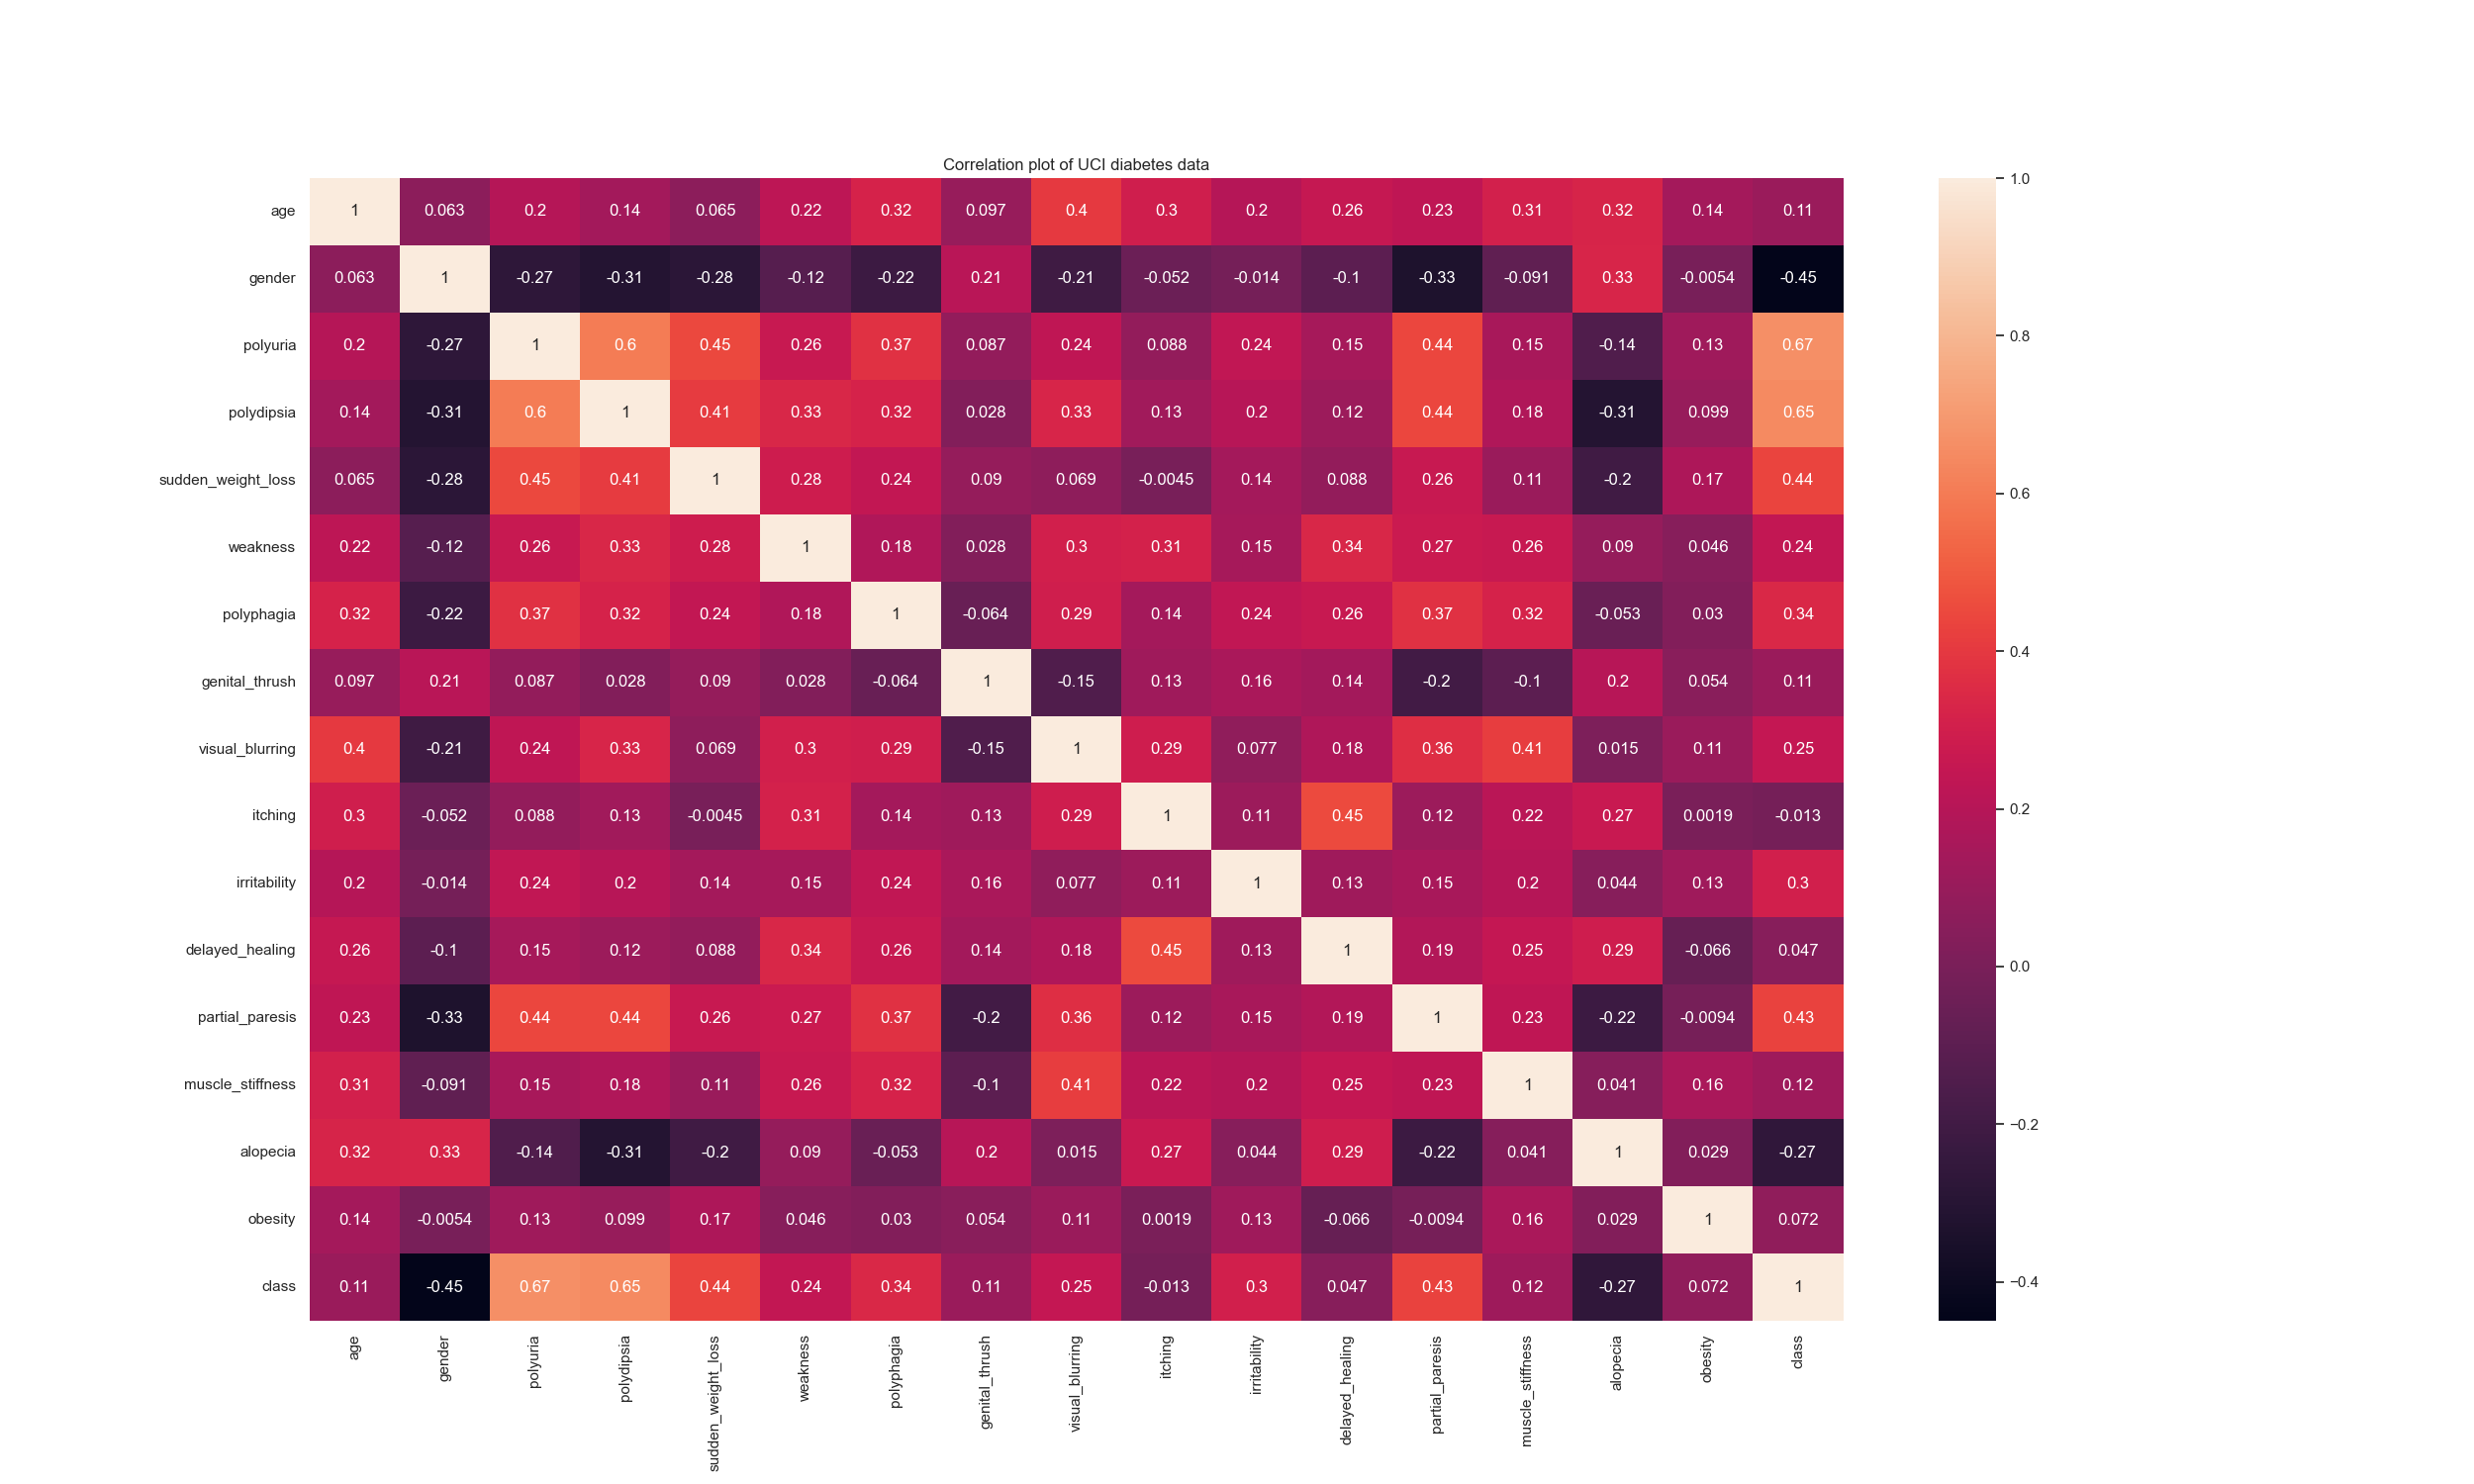 Correlation plot of UCI diabetes data
age 1 0.063 0.2 0.14 0.065 0.22 0.32 0.097 0.4 0.3 0.2 0.26 0.23 0.31 0.32 0.14 0.11
gender 0.063 1 -0.27 -0.31 -0.28 -0.12 -0.22 0.21 -0.21 -0.052 -0.014 -0.1 -0.33 -0.091 0.33 -0.0054 -0.45
polyuria 0.2 -0.27 1 0.6 0.45 0.26 0.37 0.087 0.24 0.088 0.24 0.15 0.44 0.15 -0.14 0.13 0.67
polydipsia 0.14 -0.31 0.6 1 0.41 0.33 0.32 0.028 0.33 0.13 0.2 0.12 0.44 0.18 -0.31 0.099 0.65
sudden_weight_loss 0.065 -0.28 0.45 0.41 1 0.28 0.24 0.09 0.069 -0.0045 0.14 0.088 0.26 0.11 -0.2 0.17 0.44
weakness 0.22 -0.12 0.26 0.33 0.28 1 0.18 0.028 0.3 0.31 0.15 0.34 0.27 0.26 0.09 0.046 0.24
polyphagia 0.32 -0.22 0.37 0.32 0.24 0.18 1 -0.064 0.29 0.14 0.24 0.26 0.37 0.32 -0.053 0.03 0.34
genital_thrush 0.097 0.21 0.087 0.028 0.09 0.028 -0.064 1 -0.15 0.13 0.16 0.14 -0.2 -0.1 0.2 0.054 0.11
visual_blurring 0.4 -0.21 0.24 0.33 0.069 0.3 0.29 -0.15 1 0.29 0.077 0.18 0.36 0.41 0.015 0.11 0.25
itching 0.3 -0.052 0.088 0.13 -0.0045 0.31 0.14 0.13 0.29 1 0.11 0.45 0.12 0.22 0.27 0.0019 -0.013
irritability 0.2 -0.014 0.24 0.2 0.14 0.15 0.24 0.16 0.077 0.11 1 0.13 0.15 0.2 0.044 0.13 0.3
delayed_healing 0.26 -0.1 0.15 0.12 0.088 0.34 0.26 0.14 0.18 0.45 0.13 1 0.19 0.25 0.29 -0.066 0.047
partial_paresis 0.23 -0.33 0.44 0.44 0.26 0.27 0.37 -0.2 0.36 0.12 0.15 0.19 1 0.23 -0.22 -0.0094 0.43
muscle_stiffness 0.31 -0.091 0.15 0.18 0.11 0.26 0.32 -0.1 0.41 0.22 0.2 0.25 0.23 1 0.041 0.16 0.12
alopecia 0.32 0.33 -0.14 -0.31 -0.2 0.09 -0.053 0.2 0.015 0.27 0.044 0.29 -0.22 0.041 1 0.029 -0.27
obesity 0.14 -0.0054 0.13 0.099 0.17 0.046 0.03 0.054 0.11 0.0019 0.13 -0.066 -0.0094 0.16 0.029 1 0.072
class 0.11 -0.45 0.67 0.65 0.44 0.24 0.34 0.11 0.25 -0.013 0.3 0.047 0.43 0.12 -0.27 0.072 1
age gender polyuria polydipsia sudden_weight_loss weakness polyphagia genital_thrush visual_blurring itching irritability delayed_healing partial_paresis muscle_stiffness alopecia obesity class
1.0
0.8
0.6
0.4
0.2
0.0
−0.2
−0.4